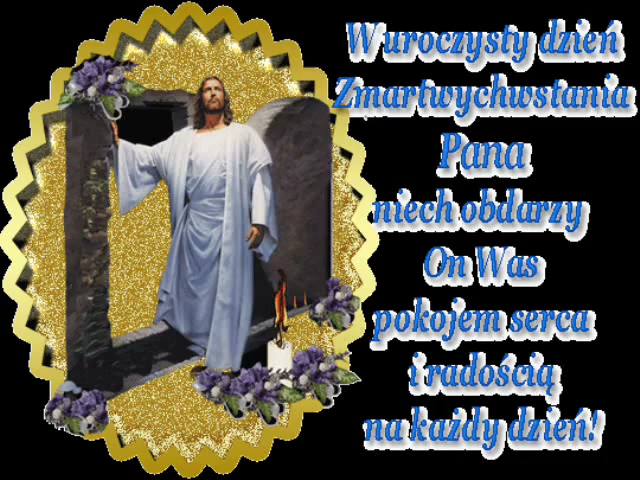 W uroczysty dzień
Zmartwychwstania
Pana
niech obdarzy
On Was
pokojem serca
i radością
na każdy dzień!